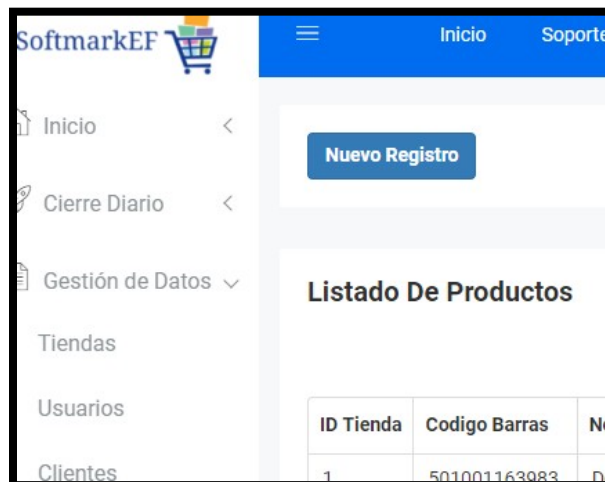 SoftmarkEF
Inicio
Cierre Diario
Gestión de Datos
Tiendas
Usuarios
Clientes
Inicio Soporte
Nuevo Registro
Listado De Productos
ID Tienda Codigo Barras
1 501001163983